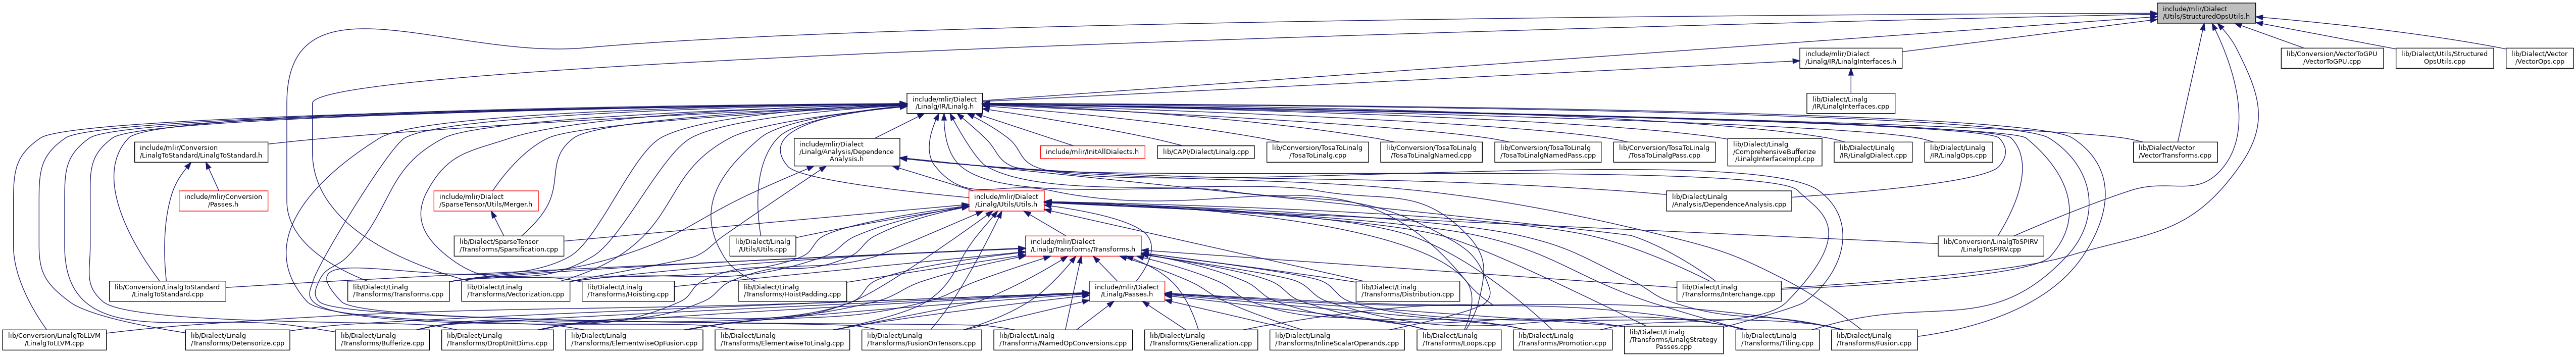 include/mlir/Dialect
/Utils/StructuredOpsUtils.h
include/mlir/Dialect
/Linalg/IR/LinalgInterfaces.h
lib/Conversion/VectorToGPU
/VectorToGPU.cpp
lib/Dialect/Utils/Structured
OpsUtils.cpp
lib/Dialect/Vector
/VectorOps.cpp
include/mlir/Dialect
/Linalg/IR/Linalg.h
lib/Dialect/Linalg
/IR/LinalgInterfaces.cpp
include/mlir/Conversion
/LinalgToStandard/LinalgToStandard.h
include/mlir/Dialect
/Linalg/Analysis/Dependence
Analysis.h
include/mlir/InitAllDialects.h
lib/CAPI/Dialect/Linalg.cpp
lib/Conversion/TosaToLinalg
/TosaToLinalg.cpp
lib/Conversion/TosaToLinalg
/TosaToLinalgNamed.cpp
lib/Conversion/TosaToLinalg
/TosaToLinalgNamedPass.cpp
lib/Conversion/TosaToLinalg
/TosaToLinalgPass.cpp
lib/Dialect/Linalg
/ComprehensiveBufferize
/LinalgInterfaceImpl.cpp
lib/Dialect/Linalg
/IR/LinalgDialect.cpp
lib/Dialect/Linalg
/IR/LinalgOps.cpp
lib/Dialect/Vector
/VectorTransforms.cpp
include/mlir/Conversion
/Passes.h
include/mlir/Dialect
/SparseTensor/Utils/Merger.h
include/mlir/Dialect
/Linalg/Utils/Utils.h
lib/Dialect/Linalg
/Analysis/DependenceAnalysis.cpp
lib/Dialect/SparseTensor
/Transforms/Sparsification.cpp
lib/Dialect/Linalg
/Utils/Utils.cpp
include/mlir/Dialect
/Linalg/Transforms/Transforms.h
lib/Conversion/LinalgToSPIRV
/LinalgToSPIRV.cpp
lib/Conversion/LinalgToStandard
/LinalgToStandard.cpp
lib/Dialect/Linalg
/Transforms/Transforms.cpp
lib/Dialect/Linalg
/Transforms/Vectorization.cpp
lib/Dialect/Linalg
/Transforms/Hoisting.cpp
lib/Dialect/Linalg
/Transforms/HoistPadding.cpp
include/mlir/Dialect
/Linalg/Passes.h
lib/Dialect/Linalg
/Transforms/Distribution.cpp
lib/Dialect/Linalg
/Transforms/Interchange.cpp
lib/Conversion/LinalgToLLVM
/LinalgToLLVM.cpp
lib/Dialect/Linalg
/Transforms/Detensorize.cpp
lib/Dialect/Linalg
/Transforms/Bufferize.cpp
lib/Dialect/Linalg
/Transforms/DropUnitDims.cpp
lib/Dialect/Linalg
/Transforms/ElementwiseOpFusion.cpp
lib/Dialect/Linalg
/Transforms/ElementwiseToLinalg.cpp
lib/Dialect/Linalg
/Transforms/FusionOnTensors.cpp
lib/Dialect/Linalg
/Transforms/NamedOpConversions.cpp
lib/Dialect/Linalg
/Transforms/Generalization.cpp
lib/Dialect/Linalg
/Transforms/InlineScalarOperands.cpp
lib/Dialect/Linalg
/Transforms/Loops.cpp
lib/Dialect/Linalg
/Transforms/Promotion.cpp
lib/Dialect/Linalg
/Transforms/LinalgStrategy
Passes.cpp
lib/Dialect/Linalg
/Transforms/Tiling.cpp
lib/Dialect/Linalg
/Transforms/Fusion.cpp